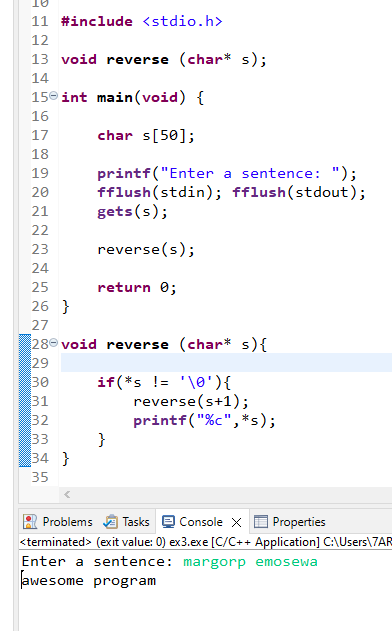 10
11 #include <stdio.h>
12
13 void reverse (char* s);
14
15 int main(void) {
16
17     char s[50];
18
19     printf("Enter a sentence: ");
20     fflush(stdin); fflush(stdout);
21     gets(s);
22
23     reverse(s);
24
25     return 0;
26 }
27
28 void reverse (char* s){
29
30     if(*s != '\0'){
31         reverse(s+1);
32         printf("%c",*s);
33     }
34 }
35
Problems Tasks Console Properties
<terminated> (exit value: 0) ex3.exe [C/C++ Application] C:\Users\7AR
Enter a sentence: margorp emosewa
awesome program